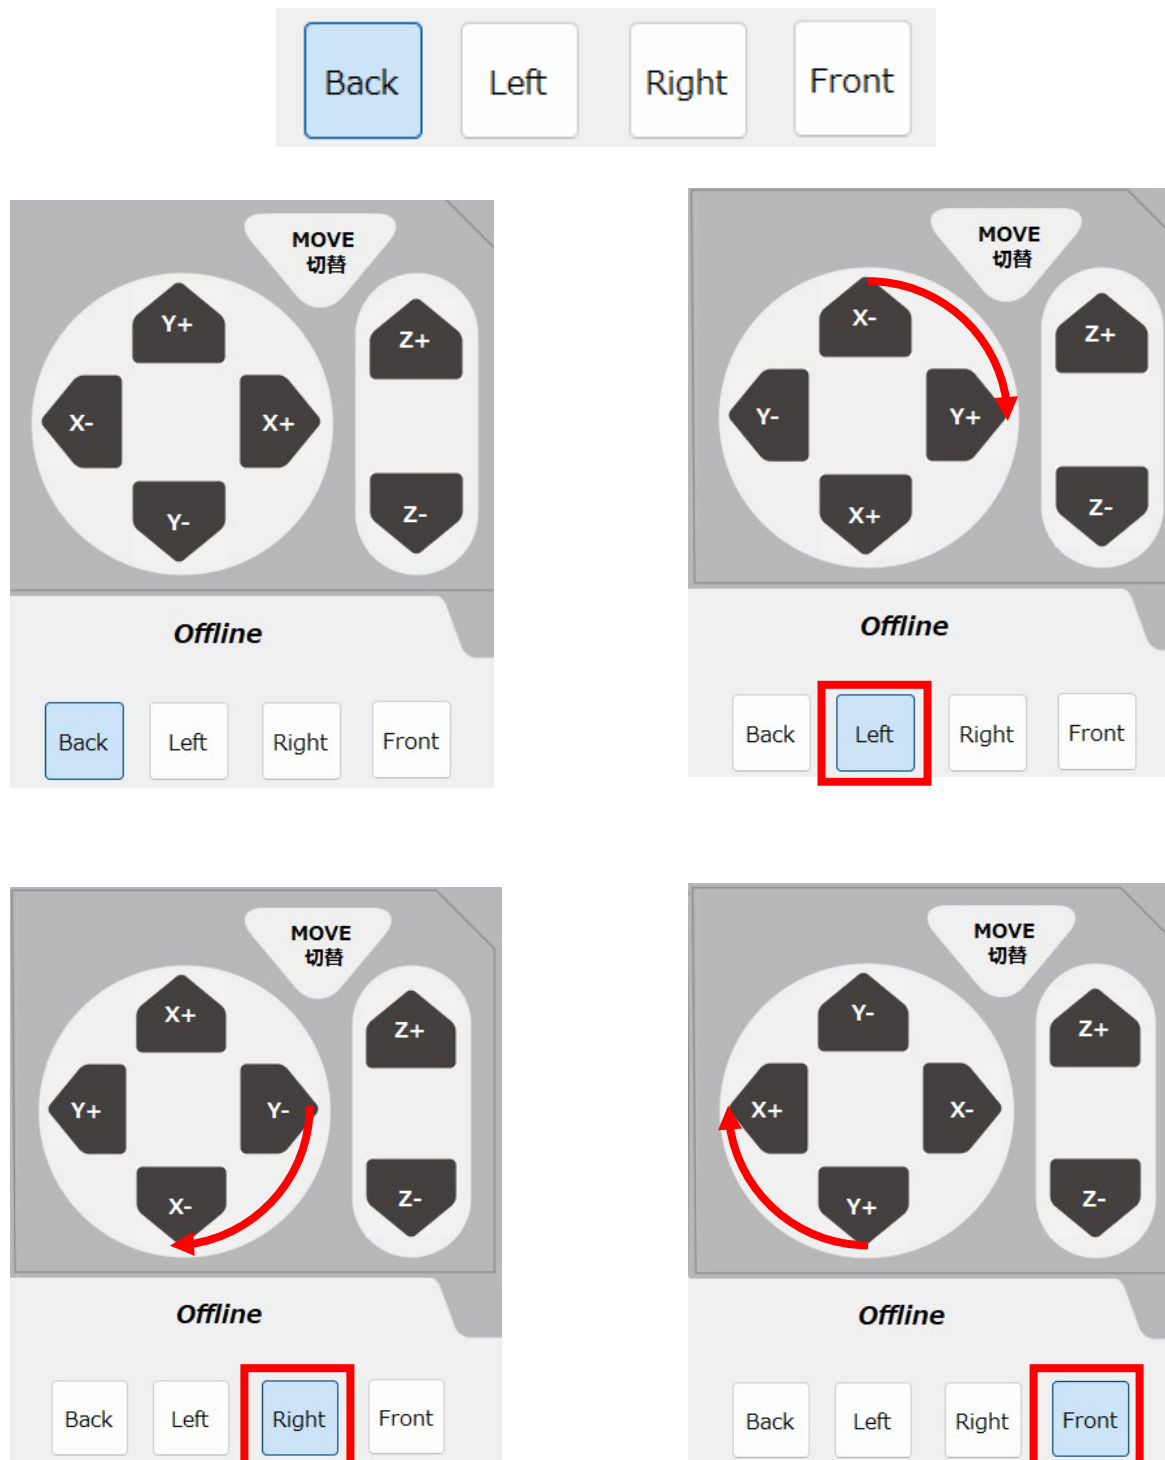 Back Left Right Front
MOVE
切替
Y+
Z+
X- X+
Y-
Z-
Offline
Back Left Right Front
MOVE
切替
X-
Z+
Y- Y+
X+
Z-
Offline
Back Left Right Front
MOVE
切替
X+
Z+
Y+ Y-
X-
Z-
Offline
Back Left Right Front
MOVE
切替
Y-
Z+
X+ X-
Y+
Z-
Offline
Back Left Right Front